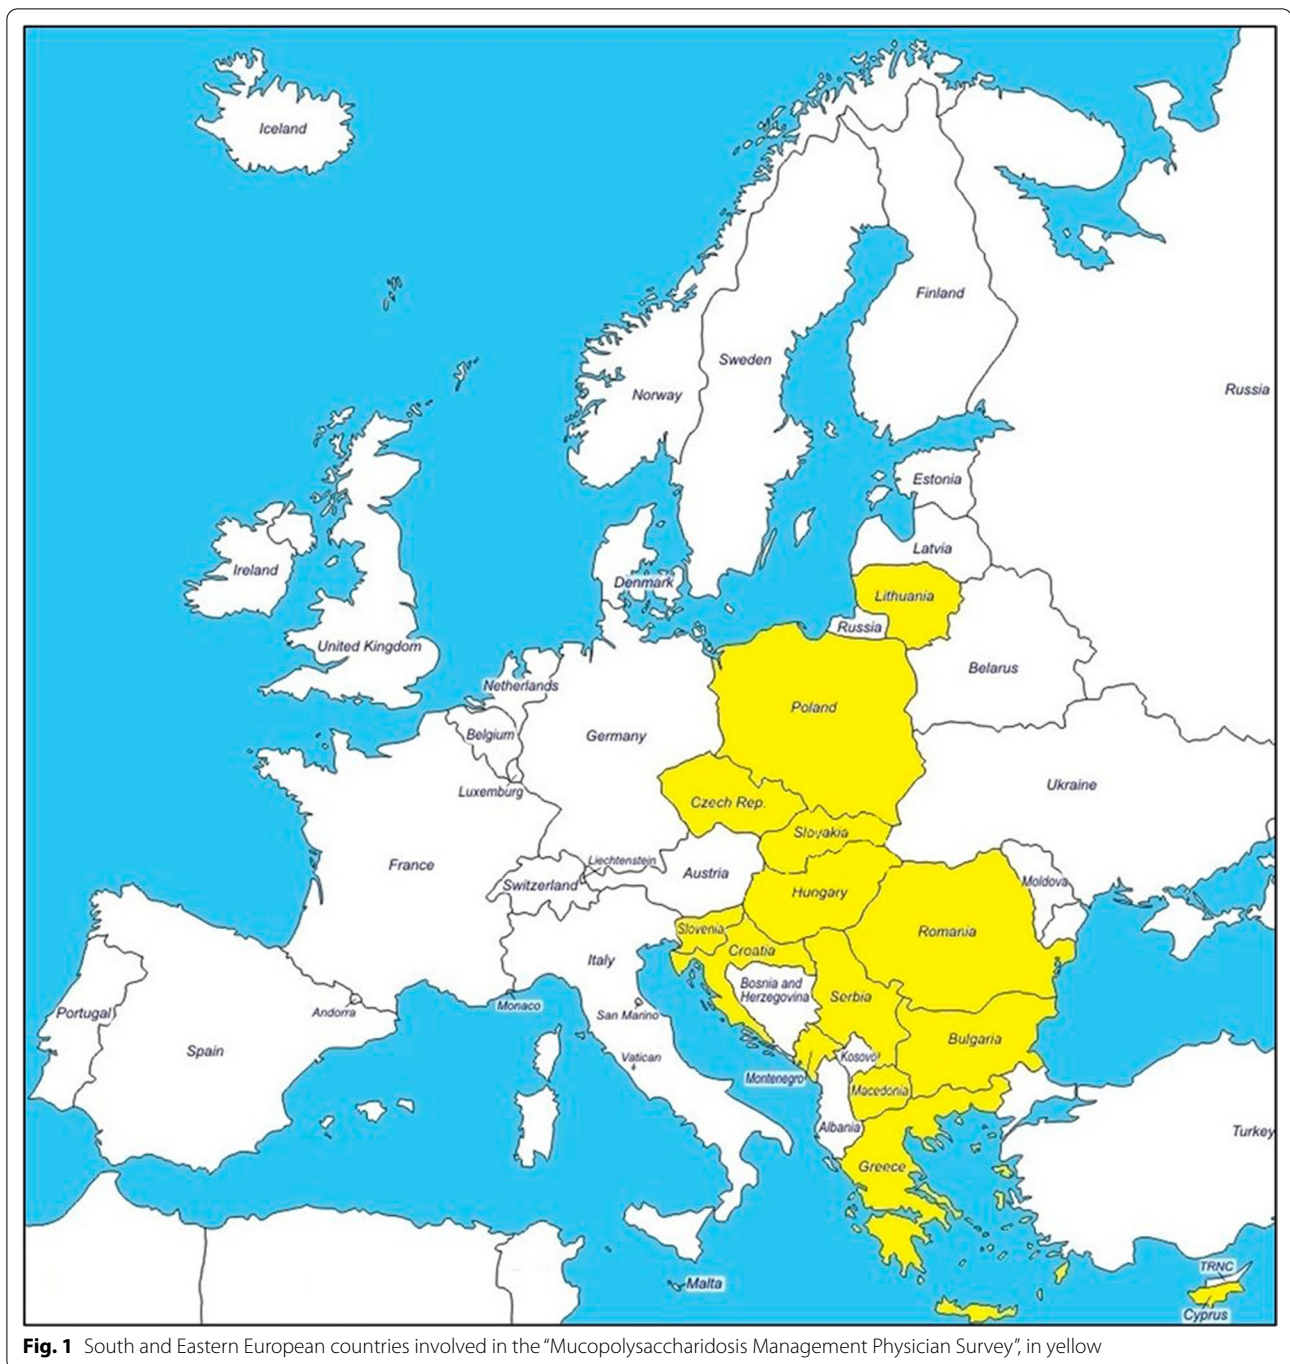 Iceland
Finland
Sweden
Norway
Russia
Estonia
Latvia
Ireland
Denmark
Lithuania
Russia
United Kingdom
Belarus
Netherlands
Poland
Belgium
Germany
Ukraine
Luxemburg
Czech Rep.
Slovakia
France
Liechtenstein
Austria
Switzerland
Moldova
Hungary
Slovenia
Romania
Croatia
Italy
Bosnia and
Herzegovina
Serbia
Monaco
Andorra
Portugal
San Marino
Bulgaria
Spain
Vatican
Kosovo
Montenegro
Macedonia
Albania
Turkey
Greece
TRNC
Malta
Cyprus
Fig. 1 South and Eastern European countries involved in the “Mucopolysaccharidosis Management Physician Survey”, in yellow